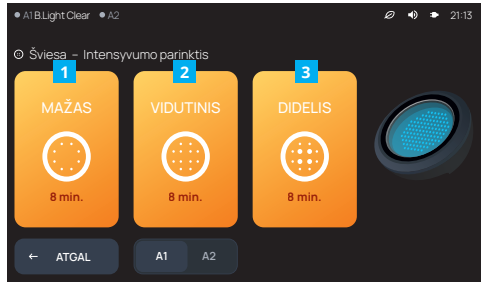 A1 B.Light Clear A2 21:13
Šviesa – Intensyvumo parinktis
1 2 3
MAŽAS VIDUTINIS DIDELIS
8 min. 8 min. 8 min.
← ATGAL A1 A2